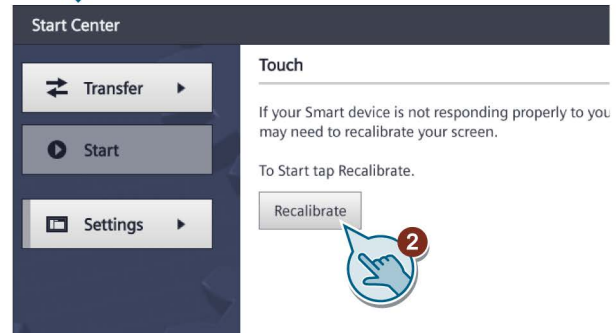 Start Center
Transfer
Start
Settings
Touch
If your Smart device is not responding properly to you
may need to recalibrate your screen.
To Start tap Recalibrate.
Recalibrate
2